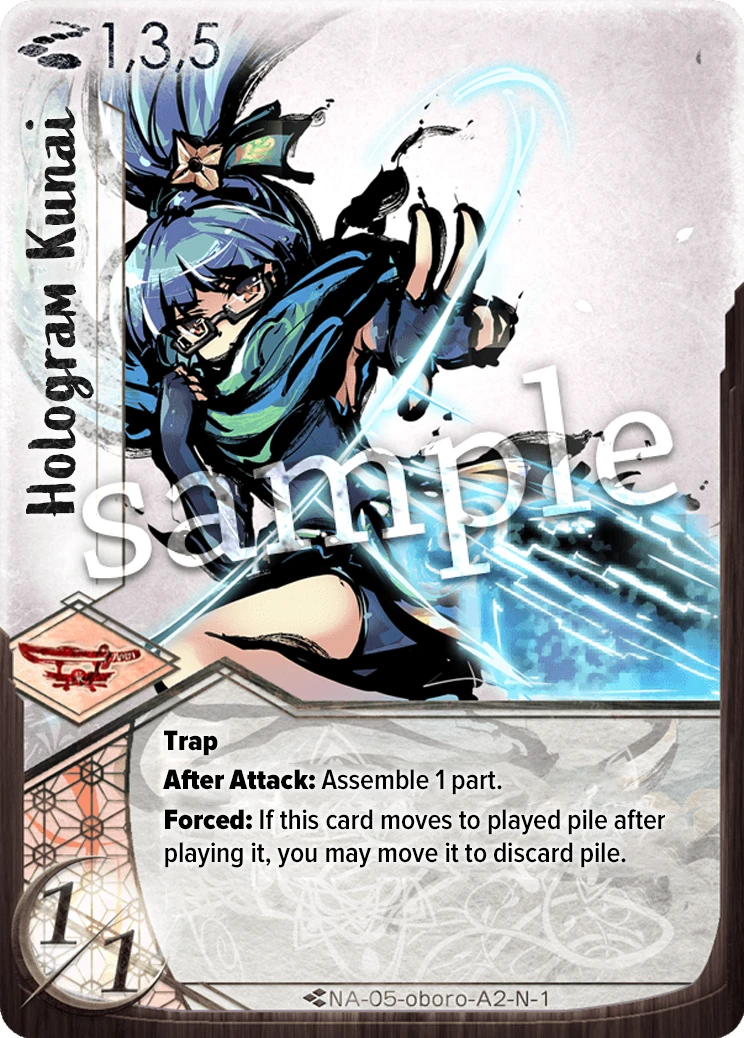 1,3,5
Hologram Kunai
sample
Trap
After Attack: Assemble 1 part.
Forced: If this card moves to played pile after
playing it, you may move it to discard pile.
1/1
NA-05-oboro-A2-N-1